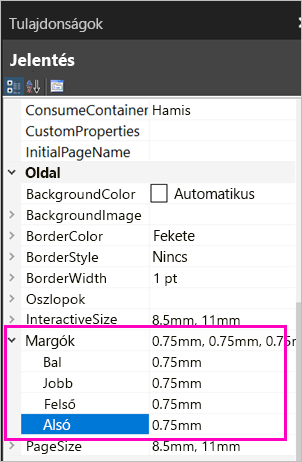 Tulajdonságok
Jelentés
ConsumeContainer Hamis
CustomProperties
InitialPageName
Oldal
BackgroundColor Automatikus
BackgroundImage
BorderColor Fekete
BorderStyle Nincs
BorderWidth 1 pt
Oszlopok
InteractiveSize 8.5mm, 11mm
Margók 0.75mm, 0.75mm, 0.75m
Bal 0.75mm
Jobb 0.75mm
Felső 0.75mm
Alsó 0.75mm
PageSize 8.5mm, 11mm